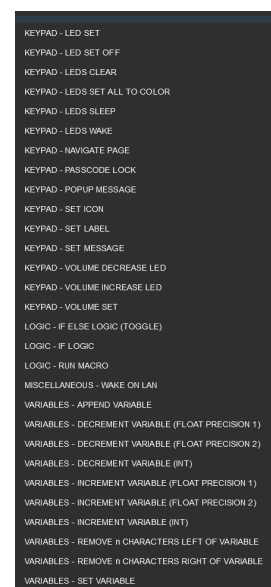 KEYPAD - LED SET
KEYPAD - LED SET OFF
KEYPAD - LEDS CLEAR
KEYPAD - LEDS SET ALL TO COLOR
KEYPAD - LEDS SLEEP
KEYPAD - LEDS WAKE
KEYPAD - NAVIGATE PAGE
KEYPAD - PASSCODE LOCK
KEYPAD - POPUP MESSAGE
KEYPAD - SET ICON
KEYPAD - SET LABEL
KEYPAD - SET MESSAGE
KEYPAD - VOLUME DECREASE LED
KEYPAD - VOLUME INCREASE LED
KEYPAD - VOLUME SET
LOGIC - IF ELSE LOGIC (TOGGLE)
LOGIC - IF LOGIC
LOGIC - RUN MACRO
MISCELLANEOUS - WAKE ON LAN
VARIABLES - APPEND VARIABLE
VARIABLES - DECREMENT VARIABLE (FLOAT PRECISION 1)
VARIABLES - DECREMENT VARIABLE (FLOAT PRECISION 2)
VARIABLES - DECREMENT VARIABLE (INT)
VARIABLES - INCREMENT VARIABLE (FLOAT PRECISION 1)
VARIABLES - INCREMENT VARIABLE (FLOAT PRECISION 2)
VARIABLES - INCREMENT VARIABLE (INT)
VARIABLES - REMOVE n CHARACTERS LEFT OF VARIABLE
VARIABLES - REMOVE n CHARACTERS RIGHT OF VARIABLE
VARIABLES - SET VARIABLE